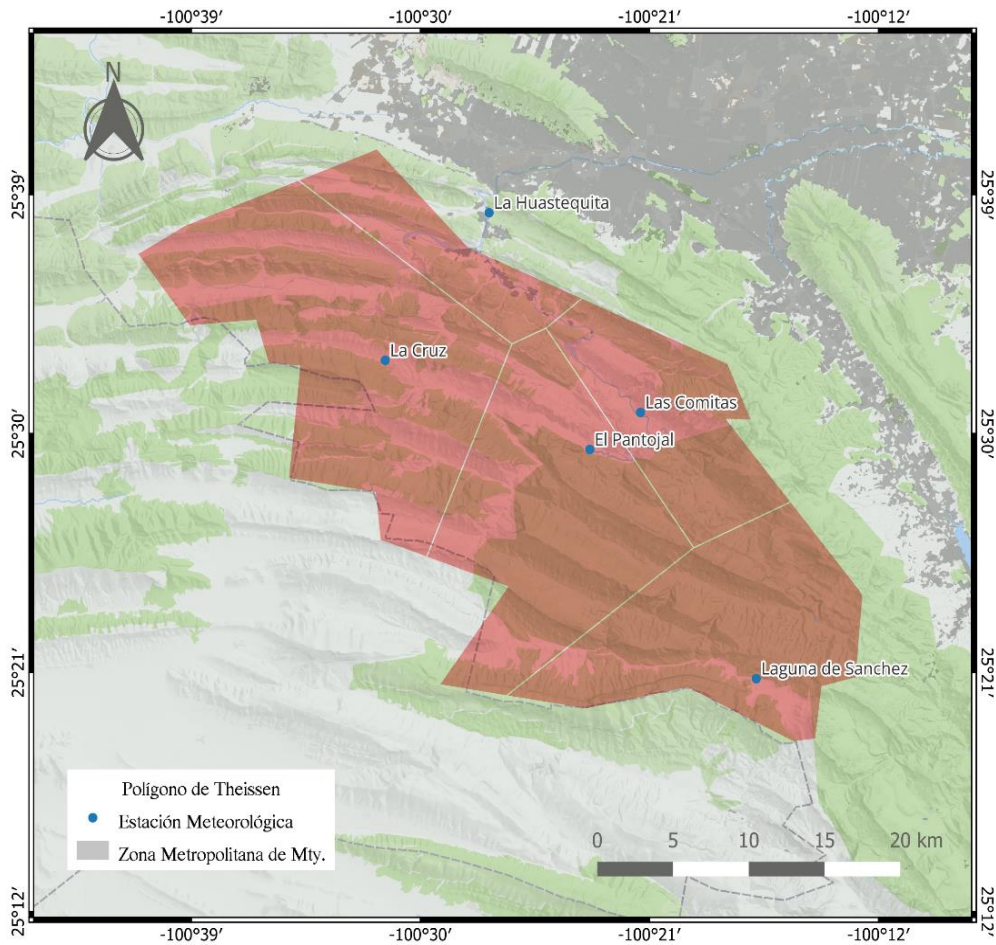 -100°39′ -100°30′ -100°21′ -100°12′
N
25°39′ 25°39′
La Huastequita
La Cruz
Las Comitas
25°30′ 25°30′
El Pantojal
25°21′ 25°21′
Laguna de Sanchez
Polígono de Theissen
Estación Meteorológica
Zona Metropolitana de Mty.
0 5 10 15 20 km
25°12′ 25°12′
-100°39′ -100°30′ -100°21′ -100°12′